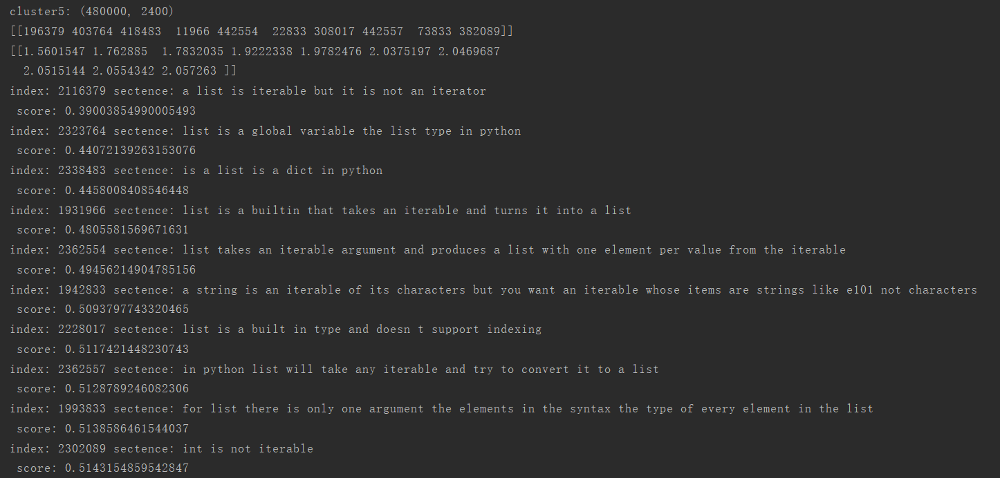 cluster5: (480000, 2400)
[[196379 403764 418483  11966 442554  22833 308017 442557  73833 382089]]
[[1.5601547 1.762885  1.7832035 1.9222338 1.9782476 2.0375197 2.0469687
  2.0515144 2.0554342 2.057263 ]]
index: 2116379 sectence: a list is iterable but it is not an iterator
 score: 0.39003854990005493
index: 2323764 sectence: list is a global variable the list type in python
 score: 0.44072139263153076
index: 2338483 sectence: is a list is a dict in python
 score: 0.4458008408546448
index: 1931966 sectence: list is a builtin that takes an iterable and turns it into a list
 score: 0.4805581569671631
index: 2362554 sectence: list takes an iterable argument and produces a list with one element per value from the iterable
 score: 0.49456214904785156
index: 1942833 sectence: a string is an iterable of its characters but you want an iterable whose items are strings like e101 not characters
 score: 0.5093797743320465
index: 2228017 sectence: list is a built in type and doesn t support indexing
 score: 0.5117421448230743
index: 2362557 sectence: in python list will take any iterable and try to convert it to a list
 score: 0.5128789246082306
index: 1993833 sectence: for list there is only one argument the elements in the syntax the type of every element in the list
 score: 0.5138586461544037
index: 2302089 sectence: int is not iterable
 score: 0.5143154859542847